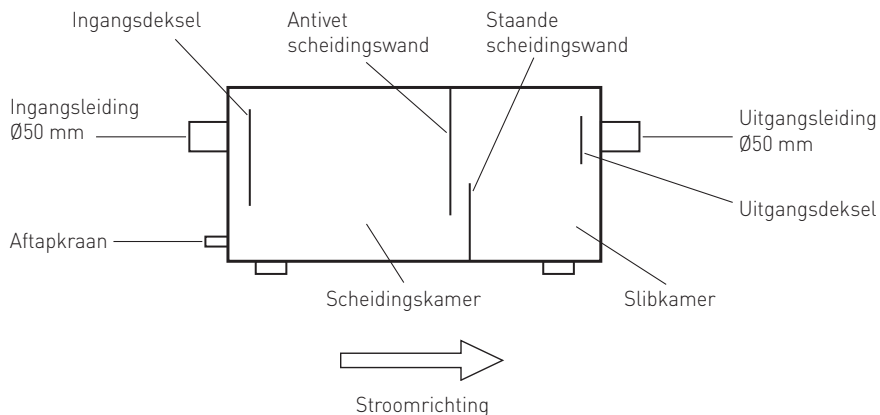 Ingangsdeksel
Antivet
scheidingswand
Staande
scheidingswand
Ingangsleiding
Ø50 mm
Uitgangsleiding
Ø50 mm
Uitgangsdeksel
Aftapkraan
Scheidingskamer
Slibkamer
Stroomrichting